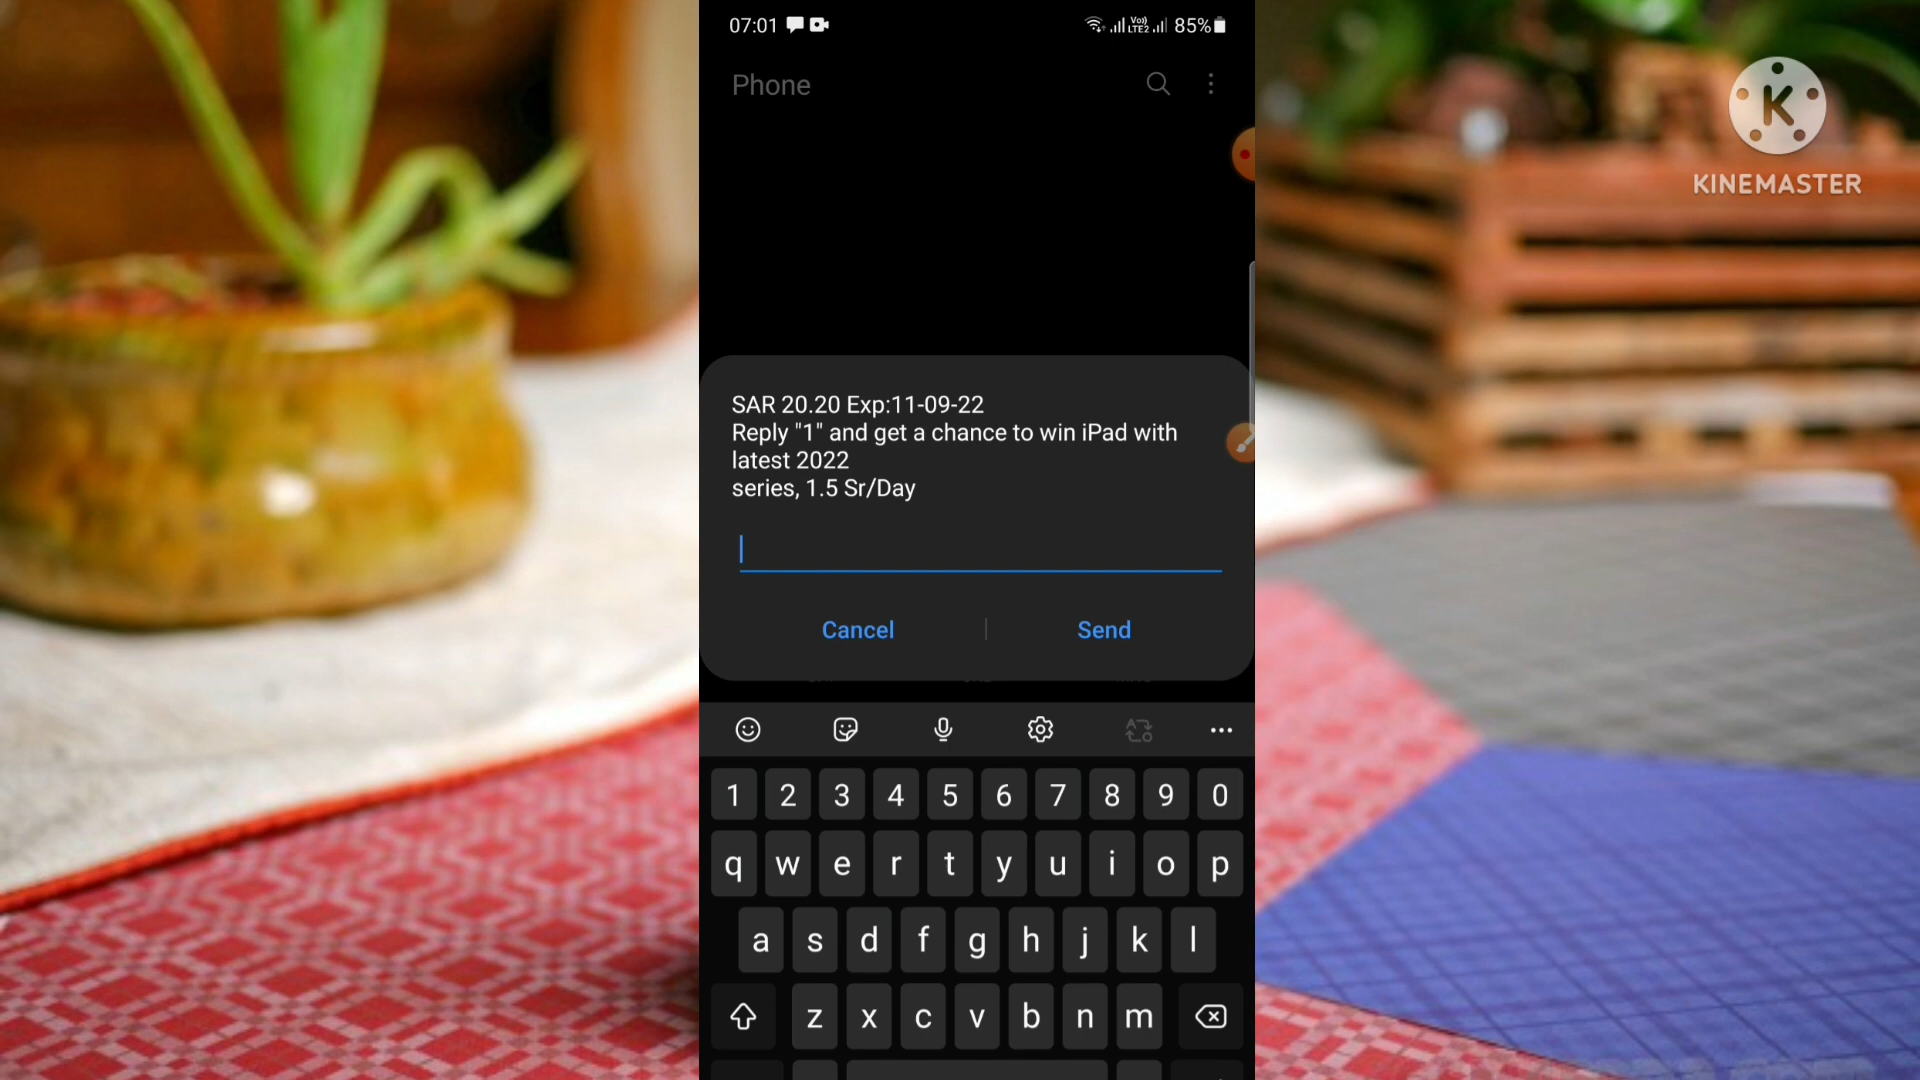 07:01
Vo))
LTE2
85%
Phone
K
KINEMASTER
SAR 20.20 Exp:11-09-22
Reply "1" and get a chance to win iPad with
latest 2022
series, 1.5 Sr/Day
Cancel | Send
1 2 3 4 5 6 7 8 9 0
q w e r t y u i o p
a s d f g h j k l
z x c v b n m